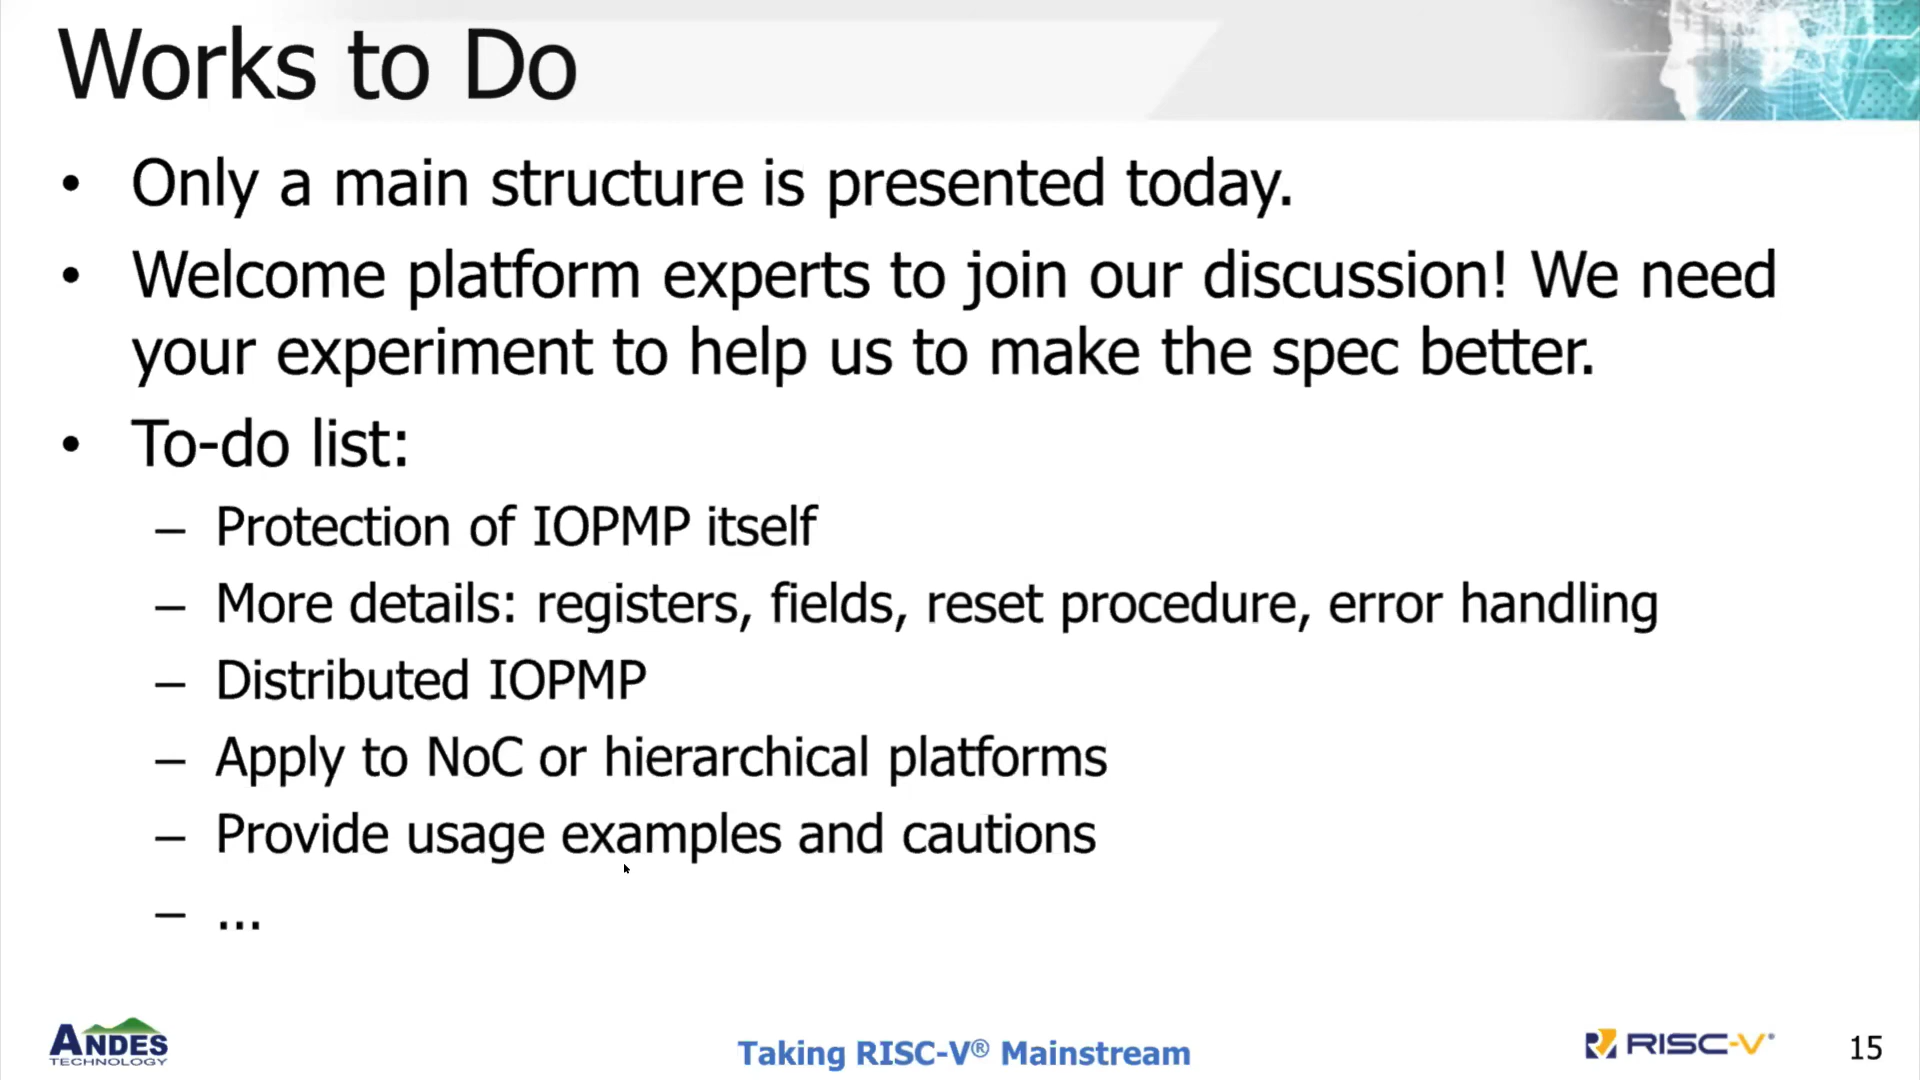 Works to Do
• Only a main structure is presented today.
• Welcome platform experts to join our discussion! We need
your experiment to help us to make the spec better.
• To-do list:
– Protection of IOPMP itself
– More details: registers, fields, reset procedure, error handling
– Distributed IOPMP
– Apply to NoC or hierarchical platforms
– Provide usage examples and cautions
– ...
ANDES
TECHNOLOGY
Taking RISC-V® Mainstream
RISC-V
15